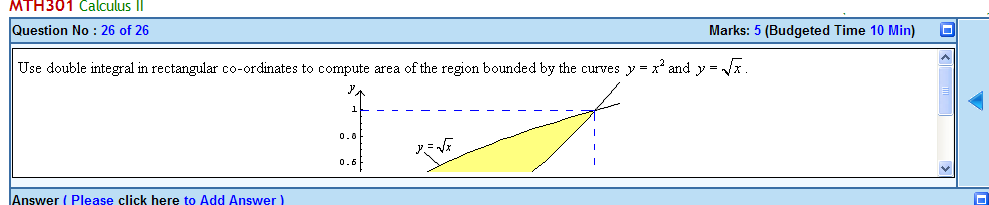 MTH301 Calculus II
Question No : 26 of 26 Marks: 5 (Budgeted Time 10 Min)
Use double integral in rectangular co-ordinates to compute area of the region bounded by the curves y = x² and y = √x .
y
1
0.8
y = √x
0.6
Answer ( Please click here to Add Answer )